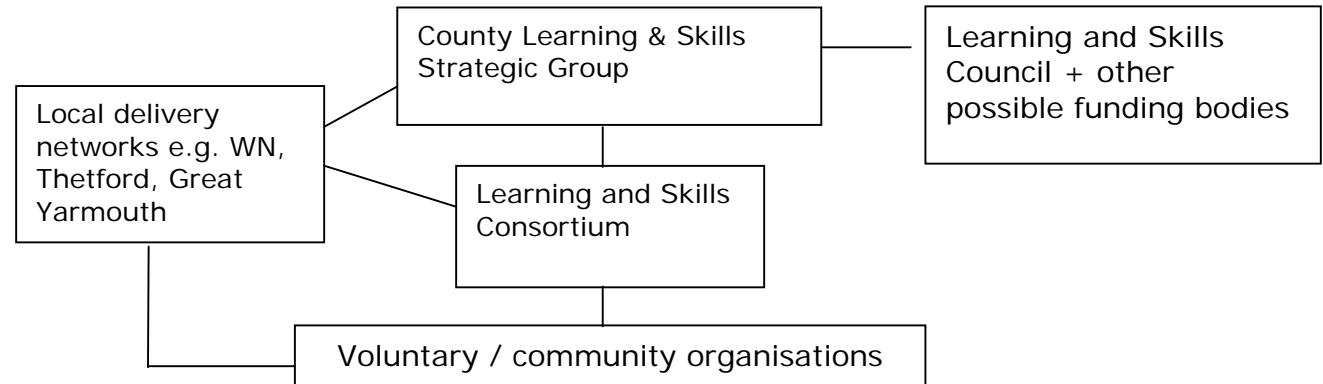 County Learning & Skills
Strategic Group
Learning and Skills
Council + other
possible funding bodies
Local delivery
networks e.g. WN,
Thetford, Great
Yarmouth
Learning and Skills
Consortium
Voluntary / community organisations